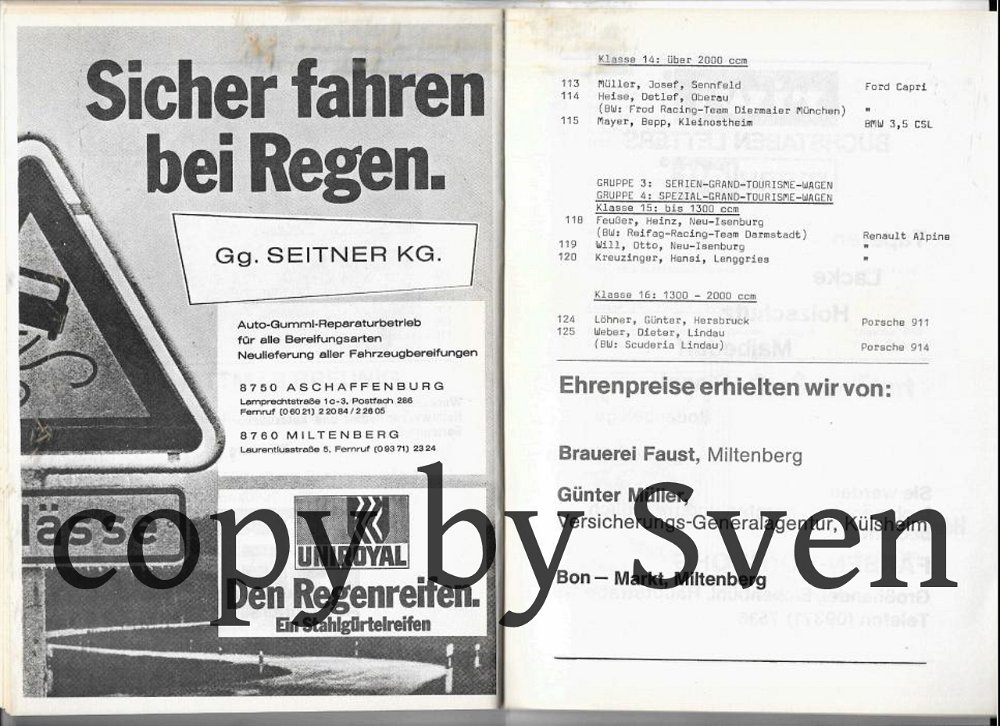 Sicher fahren
bei Regen.
Gg. SEITNER KG.
Auto-Gummi-Reparaturbetrieb
für alle Bereifungsarten
Neulieferung aller Fahrzeugbereifungen
8750 ASCHAFFENBURG
Lamprechtstraße 1c-3, Postfach 286
Fernruf (06021) 22084 / 22605
8760 MILTENBERG
Laurentiusstraße 5, Fernruf (09371) 2324
ässe
UNIROYAL
Den Regenreifen.
Ein Stahlgürtelreifen
Klasse 14: über 2000 ccm
113 Müller, Josef, Sennfeld Ford Capri
114 Heise, Detlef, Oberau
(BW: Frod Racing-Team Diermaier München) "
115 Mayer, Bepp, Kleinostheim BMW 3,5 CSL
GRUPPE 3: SERIEN-GRAND-TOURISME-WAGEN
GRUPPE 4: SPEZIAL-GRAND-TOURISME-WAGEN
Klasse 15: bis 1300 ccm
118 Feußer, Heinz, Neu-Isenburg
(BW: Reifag-Racing-Team Darmstadt) Renault Alpine
119 Will, Otto, Neu-Isenburg "
120 Kreuzinger, Hansi, Lenggries "
Klasse 16: 1300 - 2000 ccm
124 Löhner, Günter, Hersbruck Porsche 911
125 Weber, Dieter, Lindau
(BW: Scuderia Lindau) Porsche 914
Ehrenpreise erhielten wir von:
Brauerei Faust, Miltenberg
Günter Müller,
Versicherungs-Generalagentur, Külsheim
Bon – Markt, Miltenberg
copy by Sven